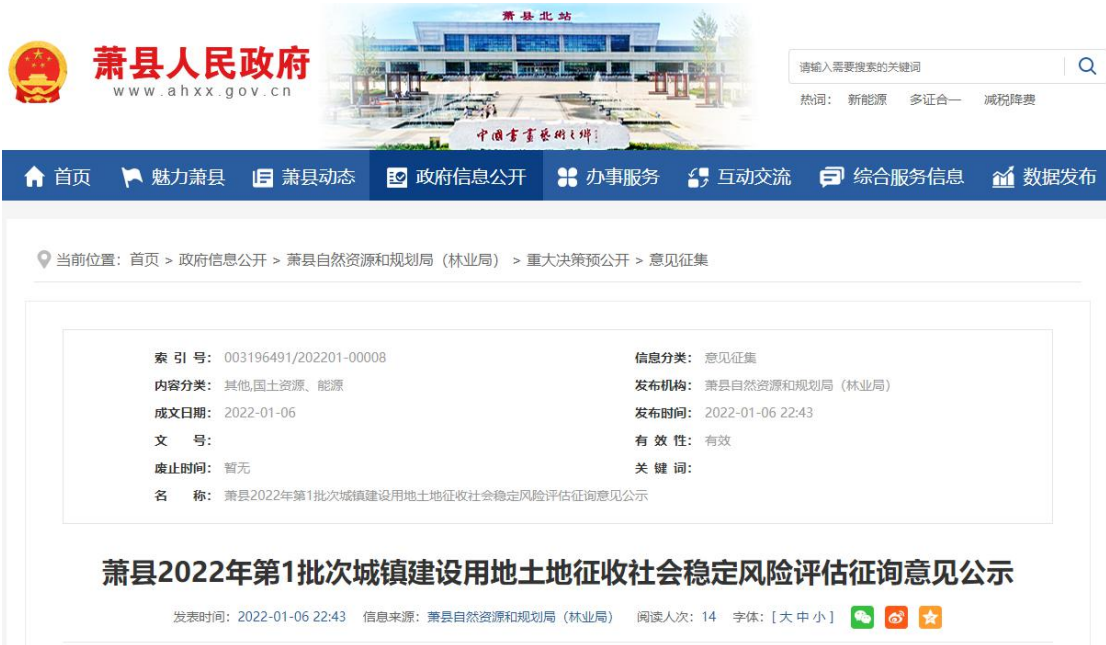 萧县北站
萧县人民政府
www.ahxx.gov.cn
中国书画艺术之乡
请输入需要搜索的关键词
热词： 新能源 多证合一 减税降费
首页 魅力萧县 萧县动态 政府信息公开 办事服务 互动交流 综合服务信息 数据发布
当前位置：首页 > 政府信息公开 > 萧县自然资源和规划局（林业局） > 重大决策预公开 > 意见征集
索 引 号： 003196491/202201-00008 信息分类： 意见征集
内容分类： 其他,国土资源、能源 发布机构： 萧县自然资源和规划局（林业局）
成文日期： 2022-01-06 发布时间： 2022-01-06 22:43
文 号： 有 效 性： 有效
废止时间： 暂无 关 键 词：
名 称： 萧县2022年第1批次城镇建设用地土地征收社会稳定风险评估征询意见公示
萧县2022年第1批次城镇建设用地土地征收社会稳定风险评估征询意见公示
发表时间：2022-01-06 22:43 信息来源：萧县自然资源和规划局（林业局） 阅读人次：14 字体：[ 大 中 小 ]